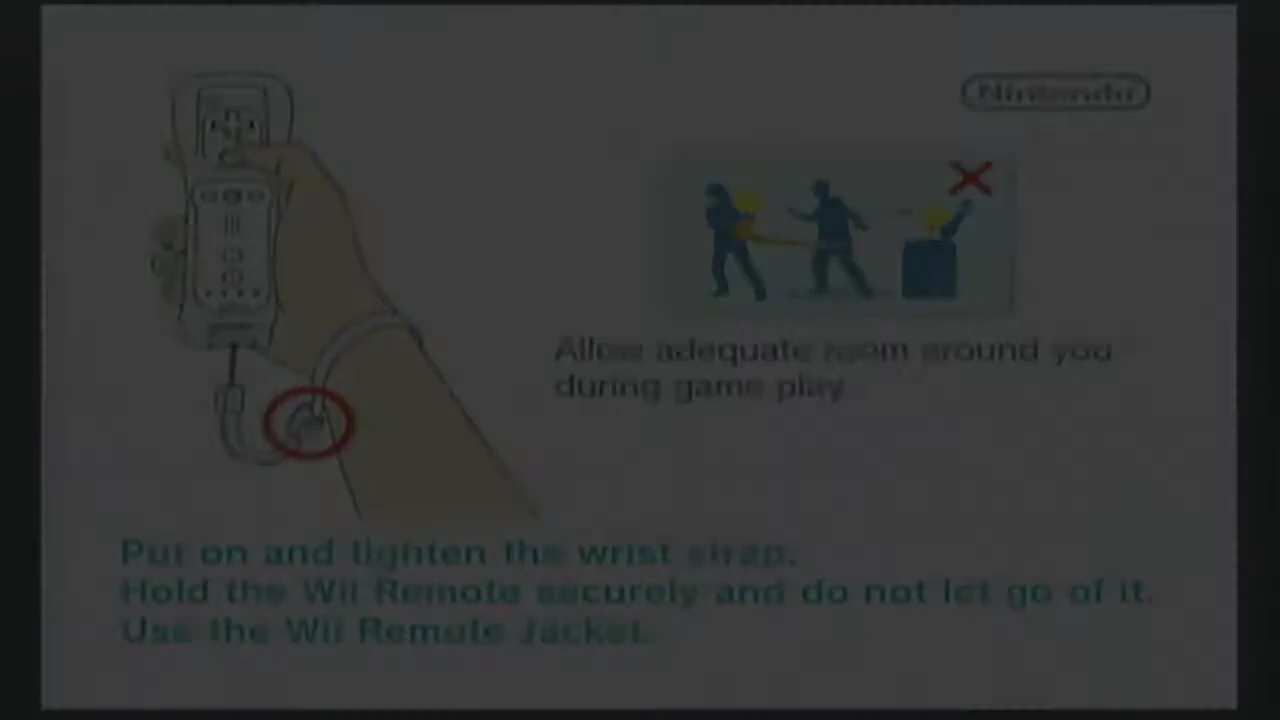 Nintendo
Allow adequate room around you
during game play.
Put on and tighten the wrist strap.
Hold the Wii Remote securely and do not let go of it.
Use the Wii Remote Jacket.